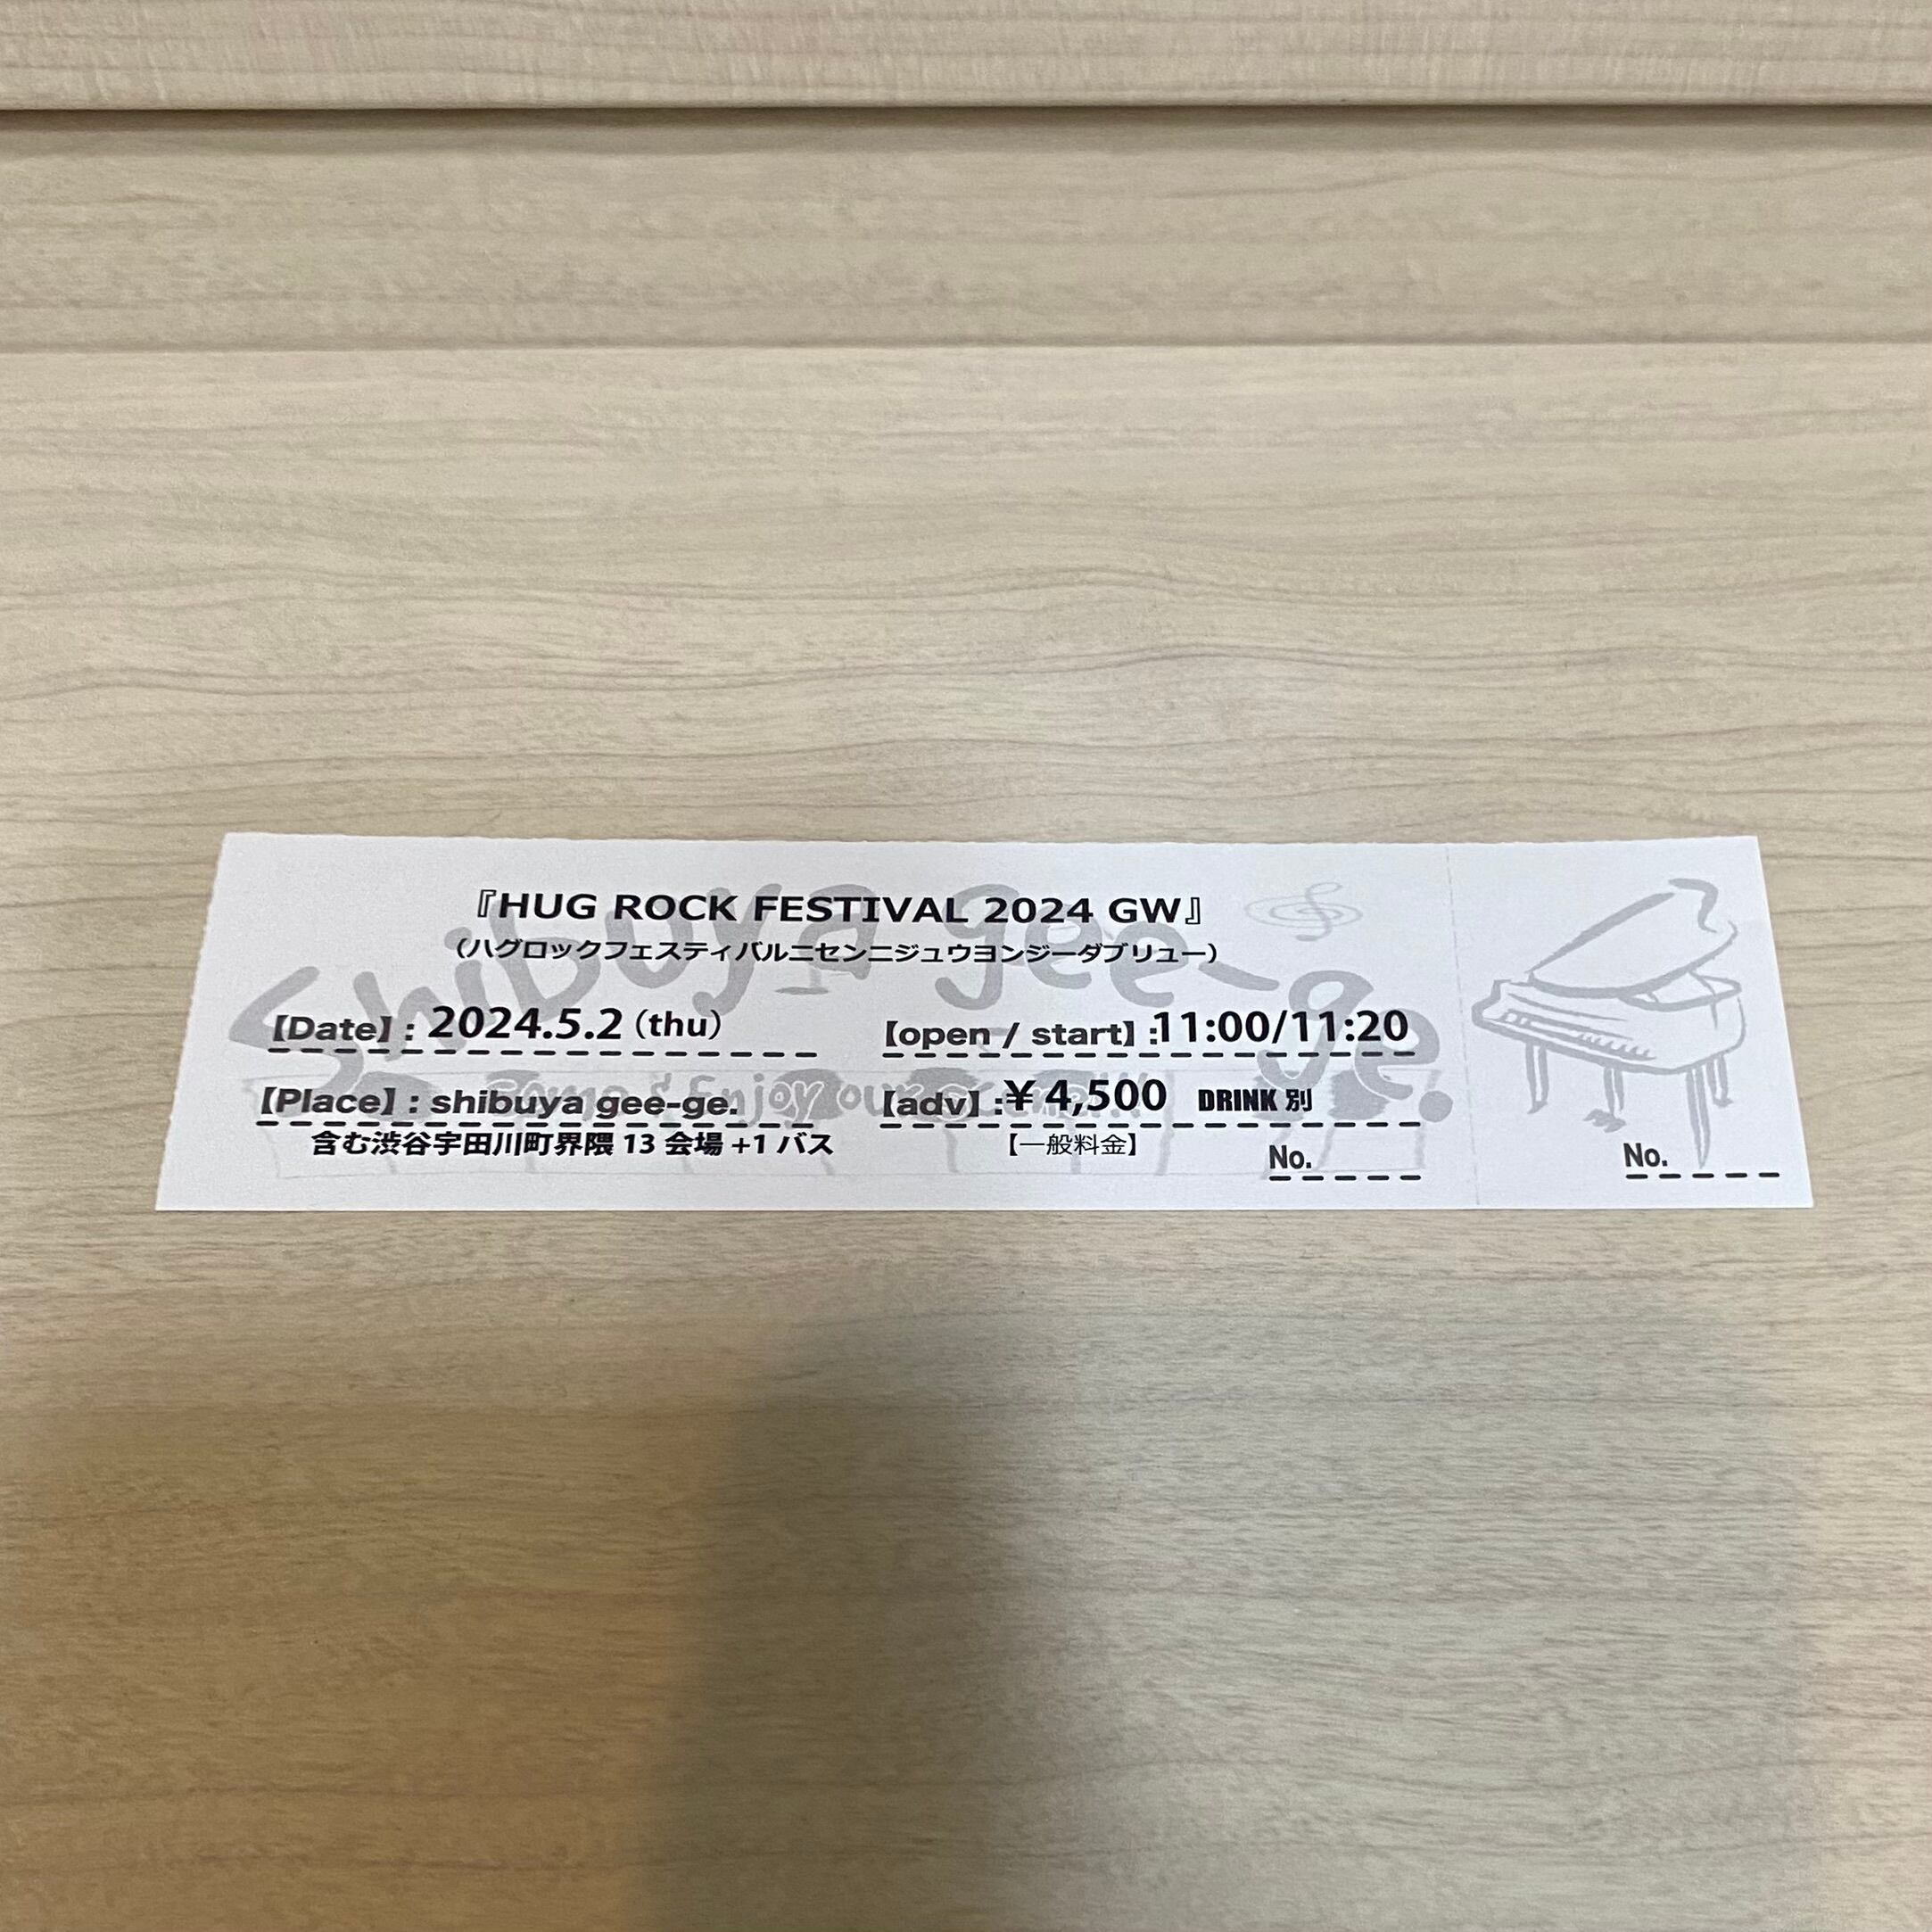 『HUG ROCK FESTIVAL 2024 GW』
（ハグロックフェスティバルニセンニジュウヨンジーダブリュー）
【Date】: 2024.5.2（thu）
【open / start】:11:00/11:20
【Place】: shibuya gee-ge.
【adv】:￥4,500 DRINK 別
含む渋谷宇田川町界隈 13 会場 +1 バス
【一般料金】
No.
No.
shibuya gee-ge.
come & Enjoy our scene!!